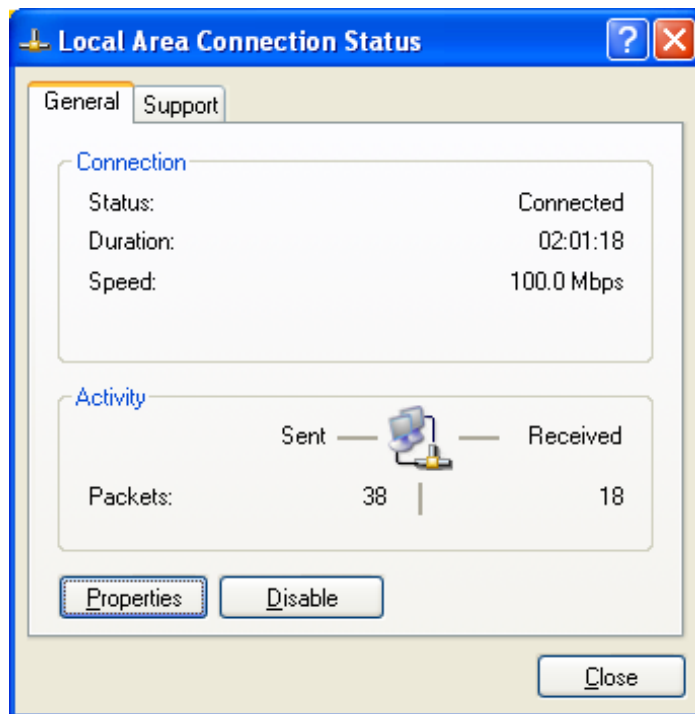 Local Area Connection Status
General Support
Connection
Status: Connected
Duration: 02:01:18
Speed: 100.0 Mbps
Activity
Sent Received
Packets: 38 18
Properties Disable
Close